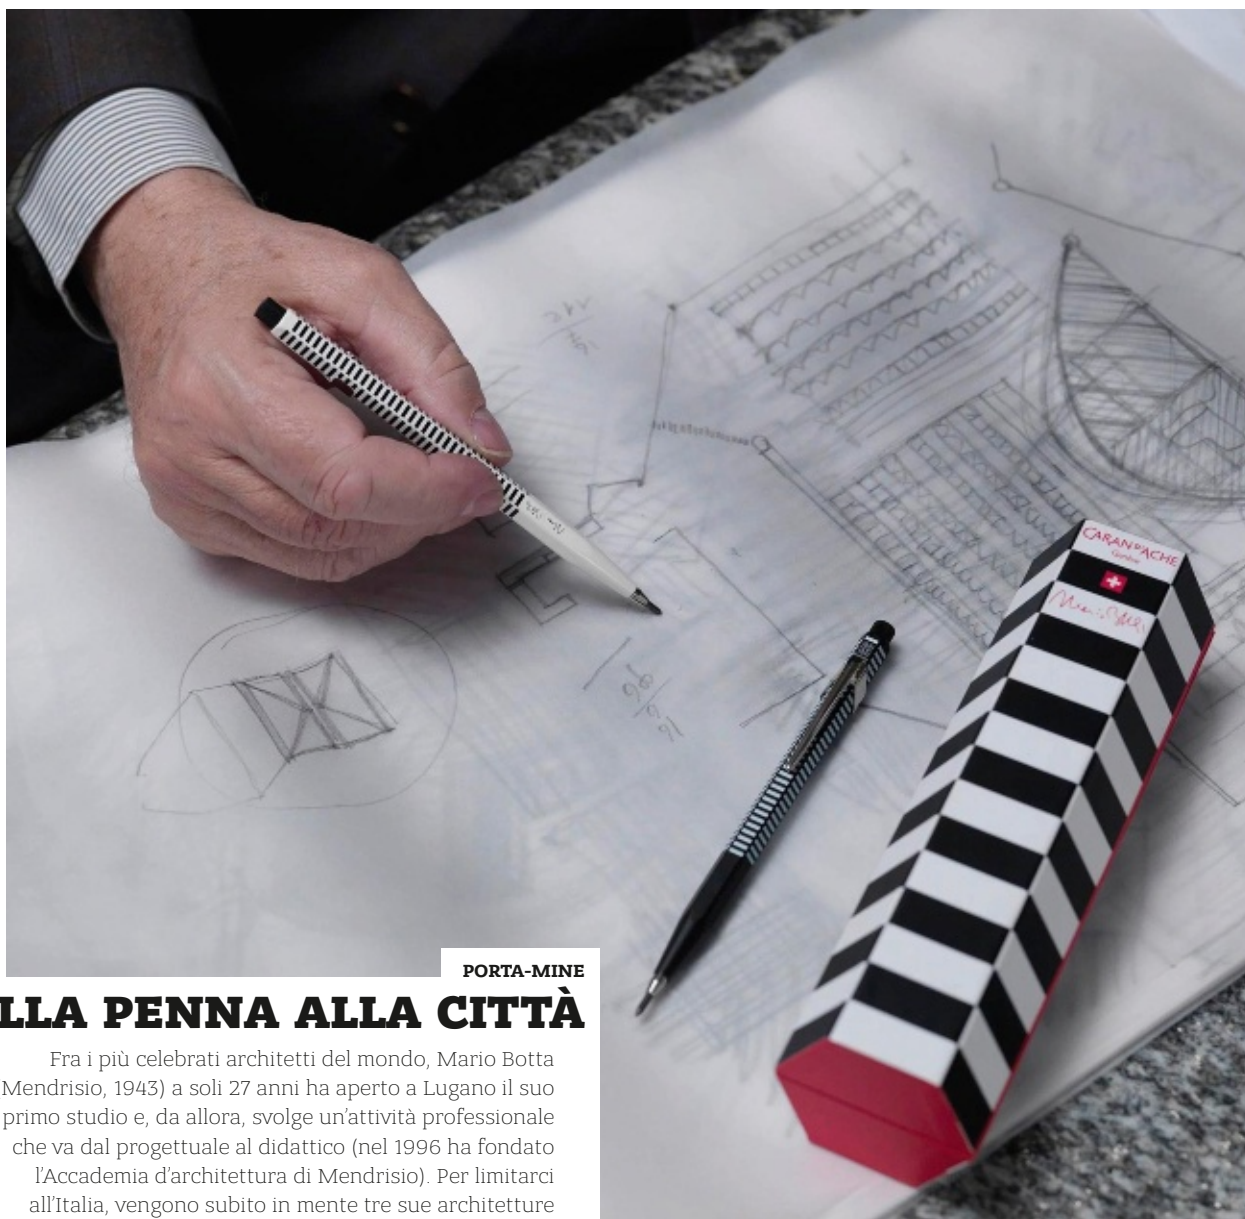 CARAN D'ACHE
Genève
PORTA-MINE
LLA PENNA ALLA CITTÀ
Fra i più celebrati architetti del mondo, Mario Botta
Mendrisio, 1943) a soli 27 anni ha aperto a Lugano il suo
primo studio e, da allora, svolge un'attività professionale
che va dal progettuale al didattico (nel 1996 ha fondato
l'Accademia d'architettura di Mendrisio). Per limitarci
all'Italia, vengono subito in mente tre sue architetture